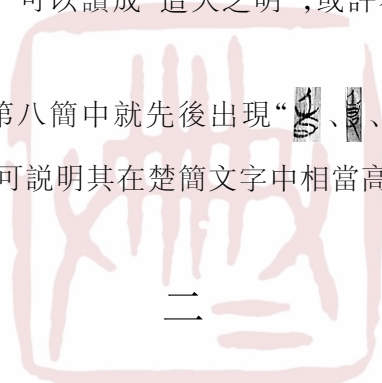 可以讀成“造人之明”,或許
第八簡中就先後出現“、、
可説明其在楚簡文字中相當高
二